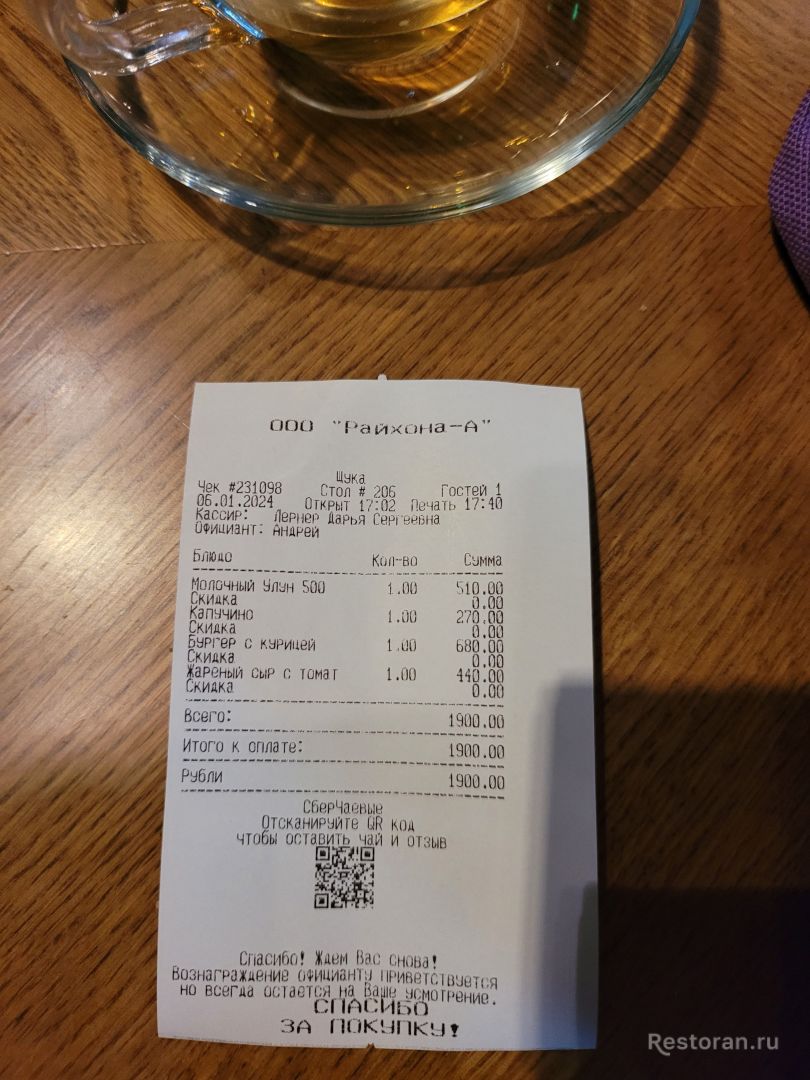 ООО "Райхона-А"
Щука
Чек #231098 Стол # 206 Гостей 1
06.01.2024 Открыт 17:02 Печать 17:40
Кассир: Лернер Дарья Сергеевна
Официант: Андрей
Блюдо Кол-во Сумма
Молочный Улун 500 1.00 510.00
Скидка 0.00
Капучино 1.00 270.00
Скидка 0.00
Бургер с курицей 1.00 680.00
Скидка 0.00
Жареный сыр с томат 1.00 440.00
Скидка 0.00
Всего: 1900.00
Итого к оплате: 1900.00
Рубли 1900.00
СберЧаевые
Отсканируйте QR код
чтобы оставить чай и отзыв
Спасибо! Ждем Вас снова!
Вознаграждение официанту приветствуется
но всегда остается на Ваше усмотрение.
СПАСИБО
ЗА ПОКУПКУ!
Restoran.ru